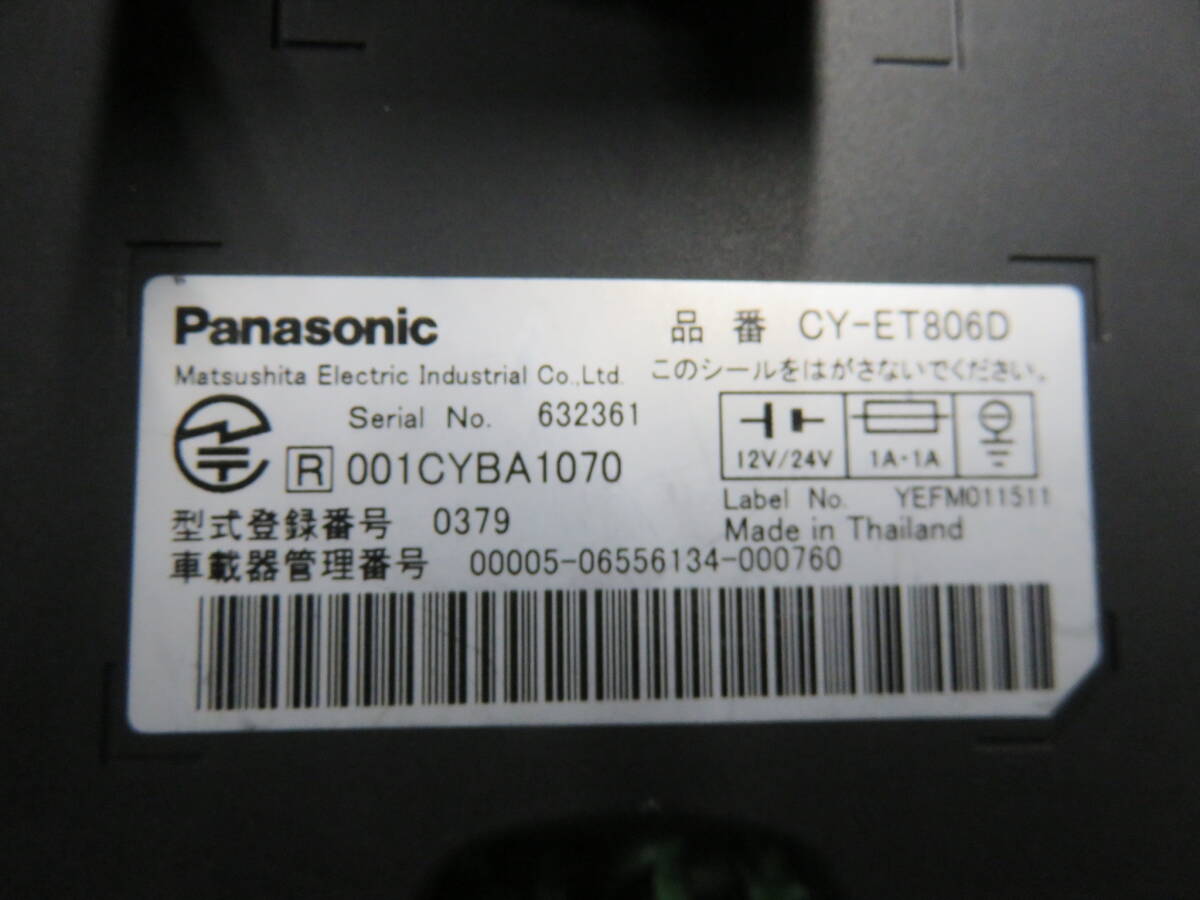 Panasonic 品 番 CY-ET806D
Matsushita Electric Industrial Co.,Ltd. このシールをはがさないでください。
Serial No. 632361
R 001CYBA1070
12V/24V 1A・1A
Label No. YEFM011511
型式登録番号 0379
Made in Thailand
車載器管理番号 00005-06556134-000760